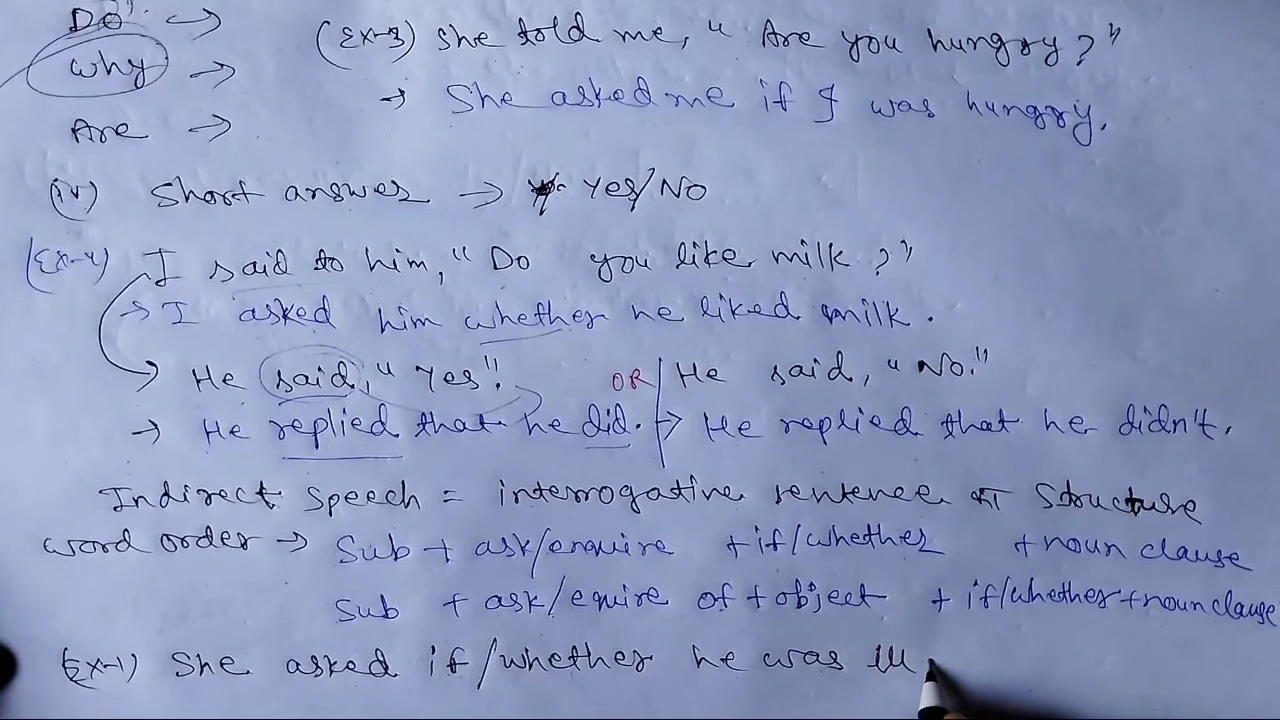 Do".. →
(Ex-3) She told me, " Are you hungry?"
Why →
→ She asked me if I was hungry.
Are →
(iv) Short answer → Yes/No
(Ex-4) I said to him, "Do you like milk?"
→ I asked him whether he liked milk.
→ He said, "Yes". OR He said, "No."
→ He replied that he did. → He replied that he didn't.
Indirect speech = interrogative sentence এর Structure
word order → Sub + ask/enquire + if/whether + noun clause
Sub + ask/equire of + object + if/whether + noun clause
(Ex-1) She asked if/whether he was ill